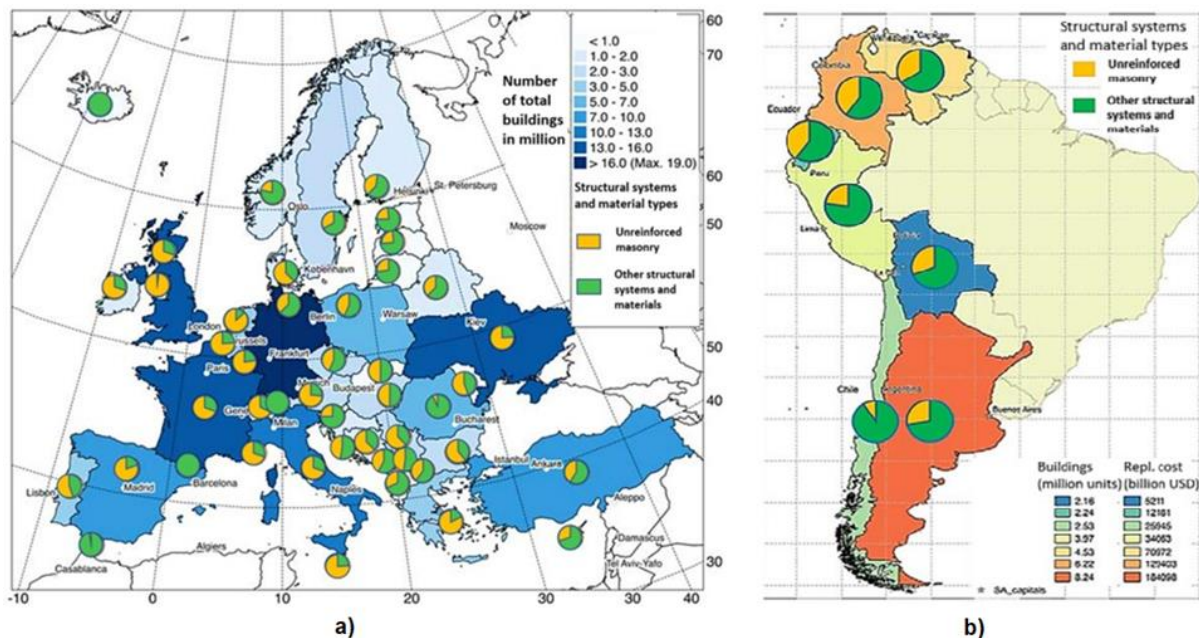 60
70
60
50
50
40
40
30
-10
0
10
20
30
40
Number
of total
buildings
in million
< 1.0
1.0 - 2.0
2.0 - 3.0
3.0 - 5.0
5.0 - 7.0
7.0 - 10.0
10.0 - 13.0
13.0 - 16.0
> 16.0 (Max. 19.0)
Structural systems
and material types
Unreinforced
masonry
Other structural
systems and
materials
Oslo
Helsinki
St. Petersburg
Moscow
København
London
Berlin
Warsaw
Kiev
Brussels
Frankfurt
Paris
Munich
Budapest
Milan
Bucharest
Istanbul
Ankara
Lisbon
Madrid
Barcelona
Naples
Aleppo
Algiers
Damascus
Casablanca
Tel Aviv-Yafo
a)
Structural systems
and material types
Unreinforced
masonry
Other structural
systems and
materials
Colombia
Ecuador
Peru
Lima
Chile
Argentina
Buenos Aires
Buildings
(million units)
2.16
2.24
2.53
3.97
4.53
6.22
8.24
Repl. cost
(billion USD)
5211
12181
25945
34063
70972
129403
184098
SA_capitals
b)